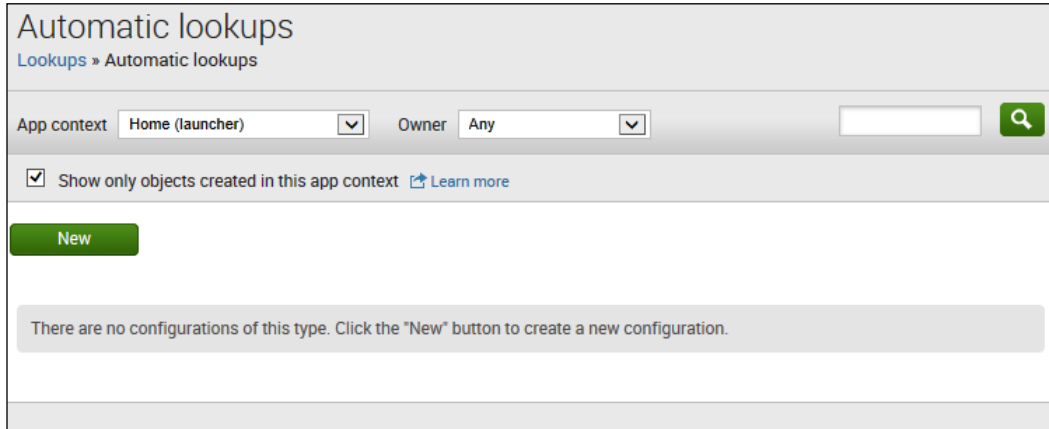 Automatic lookups
Lookups » Automatic lookups
App context Home (launcher) Owner Any
Show only objects created in this app context Learn more
New
There are no configurations of this type. Click the "New" button to create a new configuration.